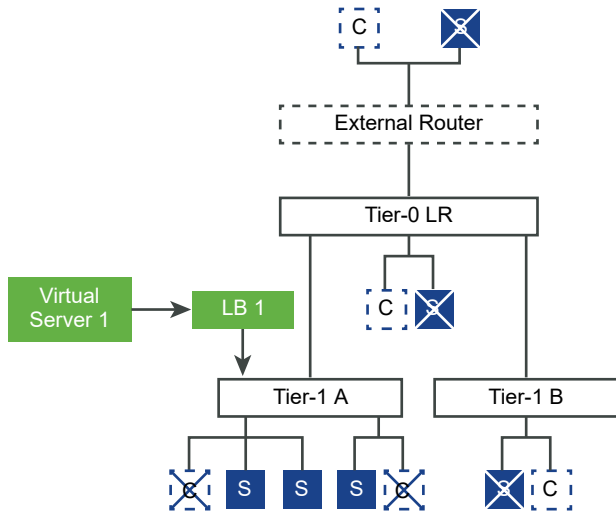 C
S
External Router
Tier-0 LR
C
S
Virtual
Server 1
LB 1
Tier-1 A
Tier-1 B
C
S
S
S
C
S
C